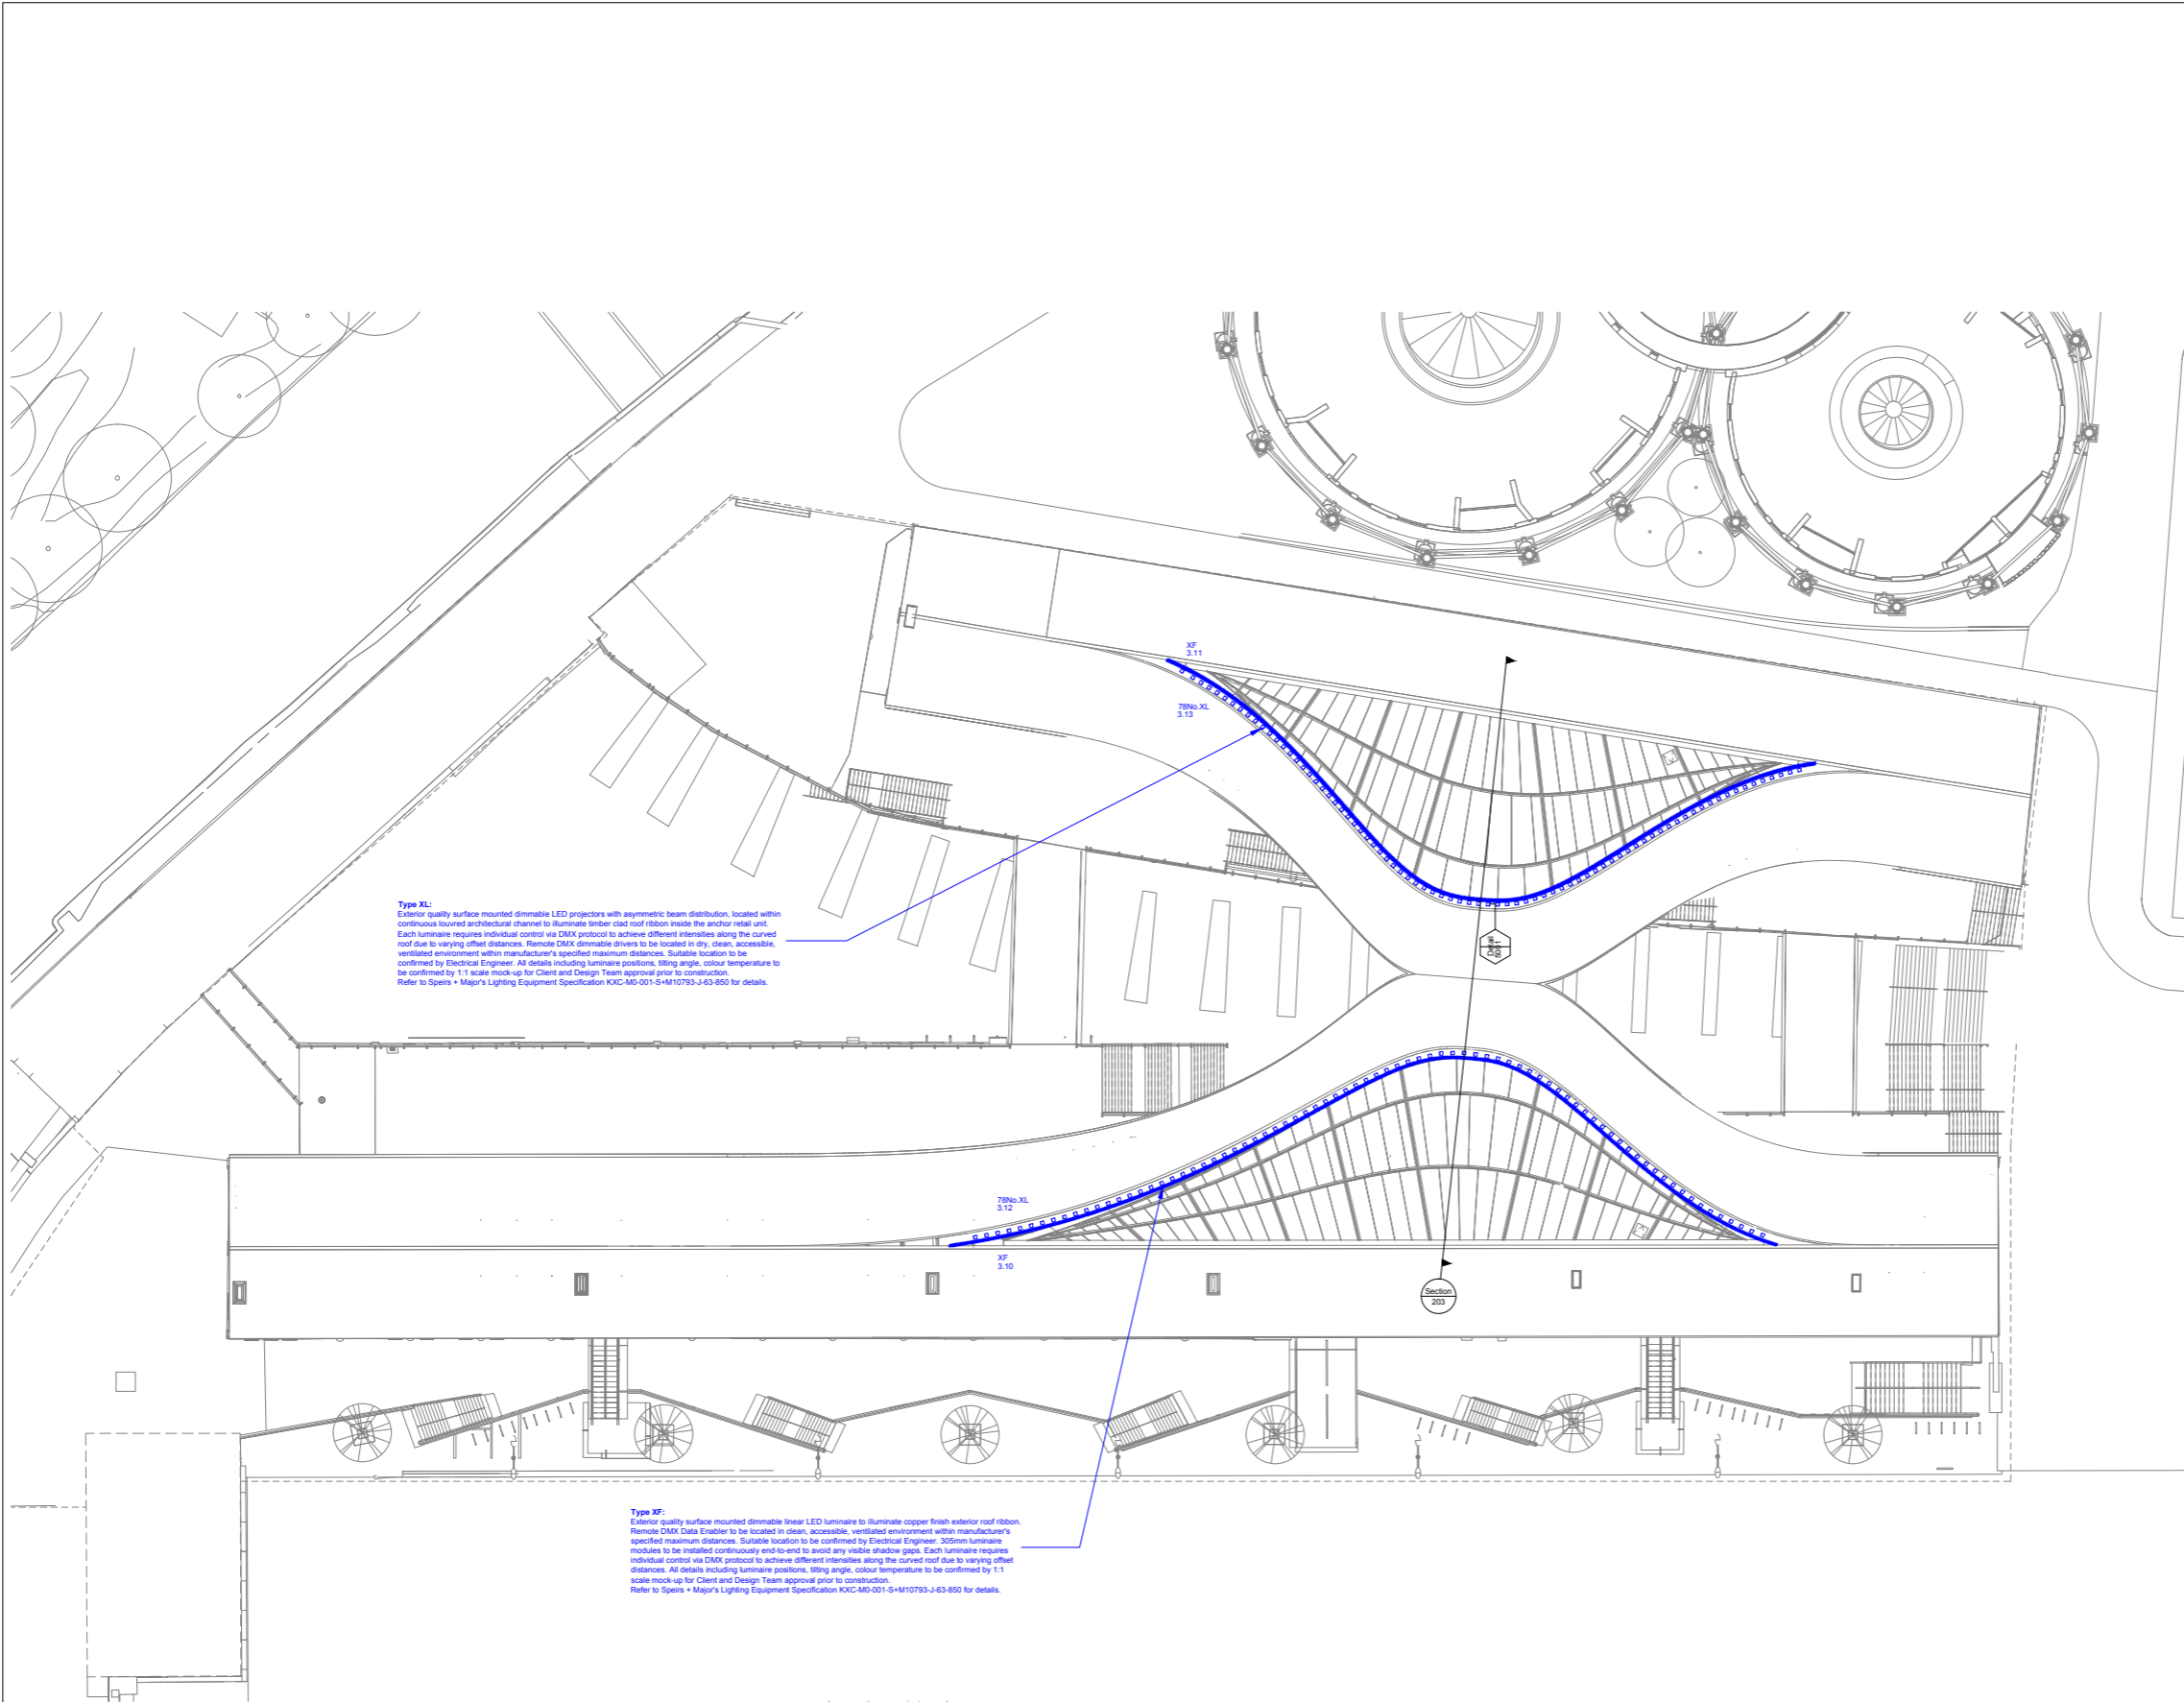 XF
3.11
78No.XL
3.13
Type XL:
Exterior quality surface mounted dimmable LED projectors with asymmetric beam distribution, located within
continuous louvred architectural channel to illuminate timber clad roof ribbon inside the anchor retail unit.
Each luminaire requires individual control via DMX protocol to achieve different intensities along the curved
roof due to varying offset distances. Remote DMX dimmable drivers to be located in dry, clean, accessible,
ventilated environment within manufacturer's specified maximum distances. Suitable location to be
confirmed by Electrical Engineer. All details including luminaire positions, tilting angle, colour temperature to
be confirmed by 1:1 scale mock-up for Client and Design Team approval prior to construction.
Refer to Speirs + Major's Lighting Equipment Specification KXC-M0-001-S+M10793-J-63-850 for details.
Detail
78No.XL
3.12
XF
3.10
Section
203
Type XF:
Exterior quality surface mounted dimmable linear LED luminaire to illuminate copper finish exterior roof ribbon.
Remote DMX Data Enabler to be located in clean, accessible, ventilated environment within manufacturer's
specified maximum distances. Suitable location to be confirmed by Electrical Engineer. 305mm luminaire
modules to be installed continuously end-to-end to avoid any visible shadow gaps. Each luminaire requires
individual control via DMX protocol to achieve different intensities along the curved roof due to varying offset
distances. All details including luminaire positions, tilting angle, colour temperature to be confirmed by 1:1
scale mock-up for Client and Design Team approval prior to construction.
Refer to Speirs + Major's Lighting Equipment Specification KXC-M0-001-S+M10793-J-63-850 for details.